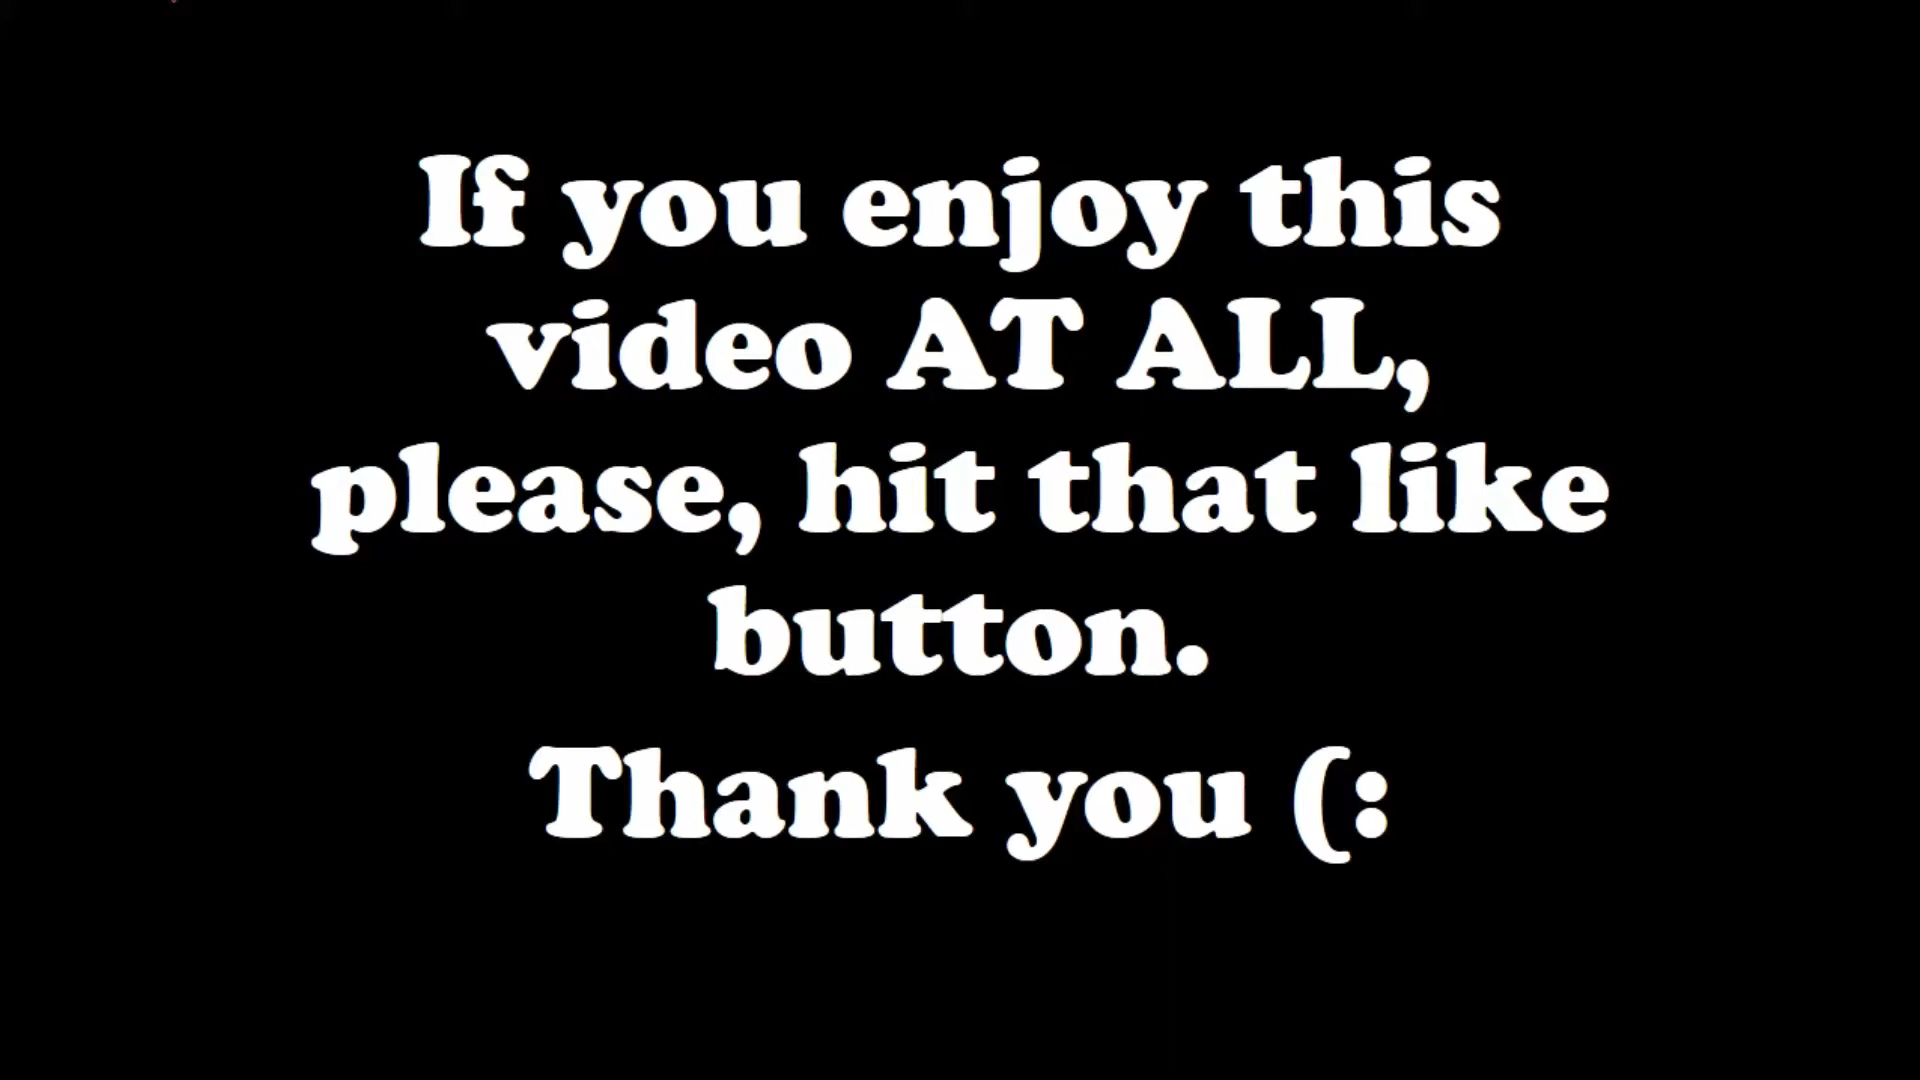 If you enjoy this
video AT ALL,
please, hit that like
button.
Thank you (: